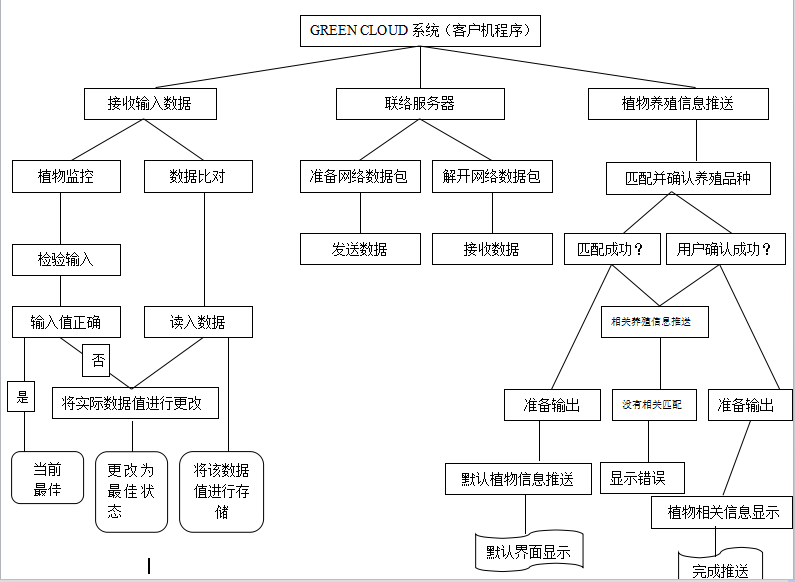 GREEN CLOUD 系统（客户机程序）
接收输入数据
联络服务器
植物养殖信息推送
植物监控
数据比对
准备网络数据包
解开网络数据包
匹配并确认养殖品种
检验输入
发送数据
接收数据
匹配成功？
用户确认成功？
输入值正确
读入数据
相关养殖信息推送
否
是
将实际数据值进行更改
准备输出
没有相关匹配
准备输出
当前
最佳
更改为
最佳状
态
将该数据
值进行存
储
默认植物信息推送
显示错误
植物相关信息显示
默认界面显示
完成推送